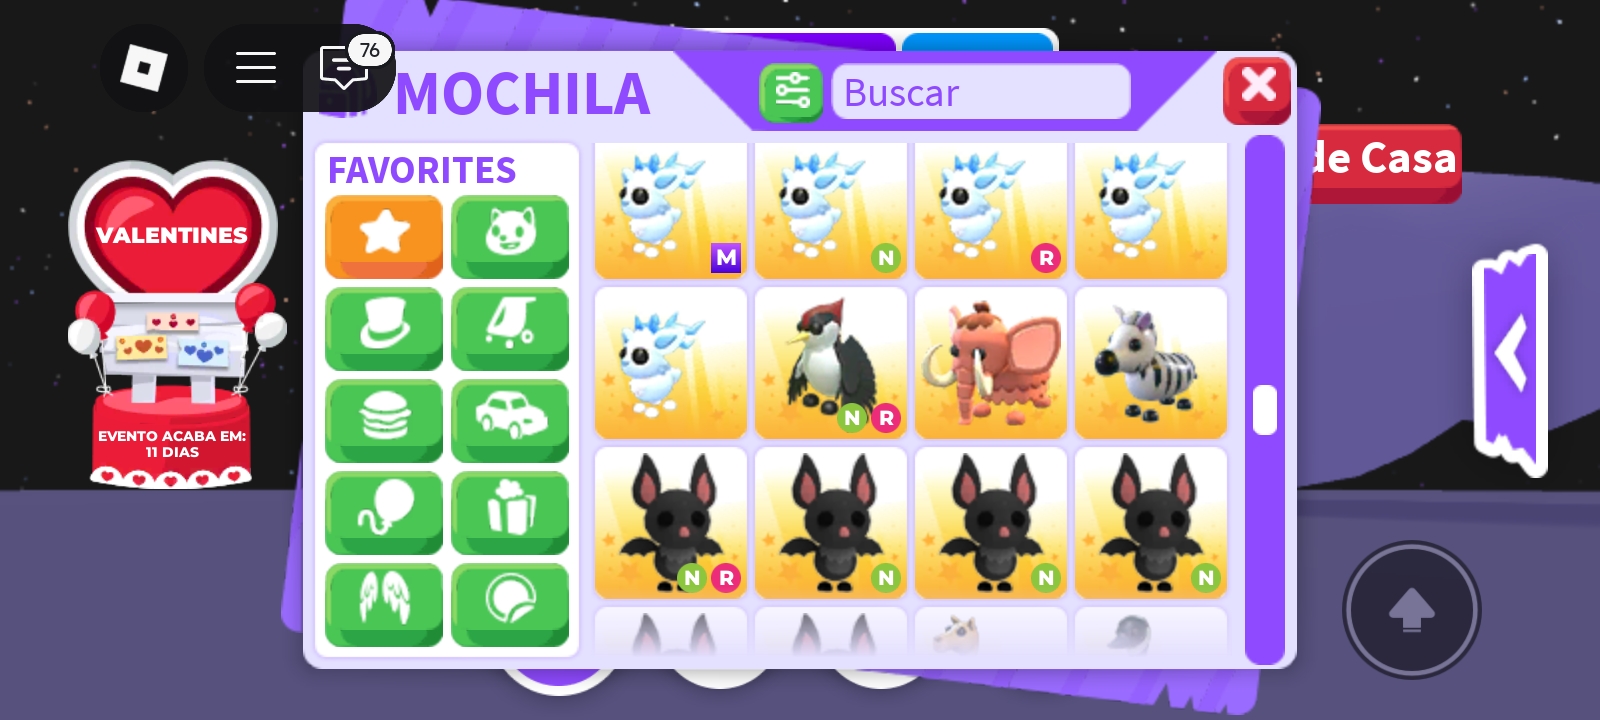 76
MOCHILA
Buscar
FAVORITES
de Casa
VALENTINES
M
N
R
N
R
EVENTO ACABA EM:
11 DIAS
N
R
N
N
N